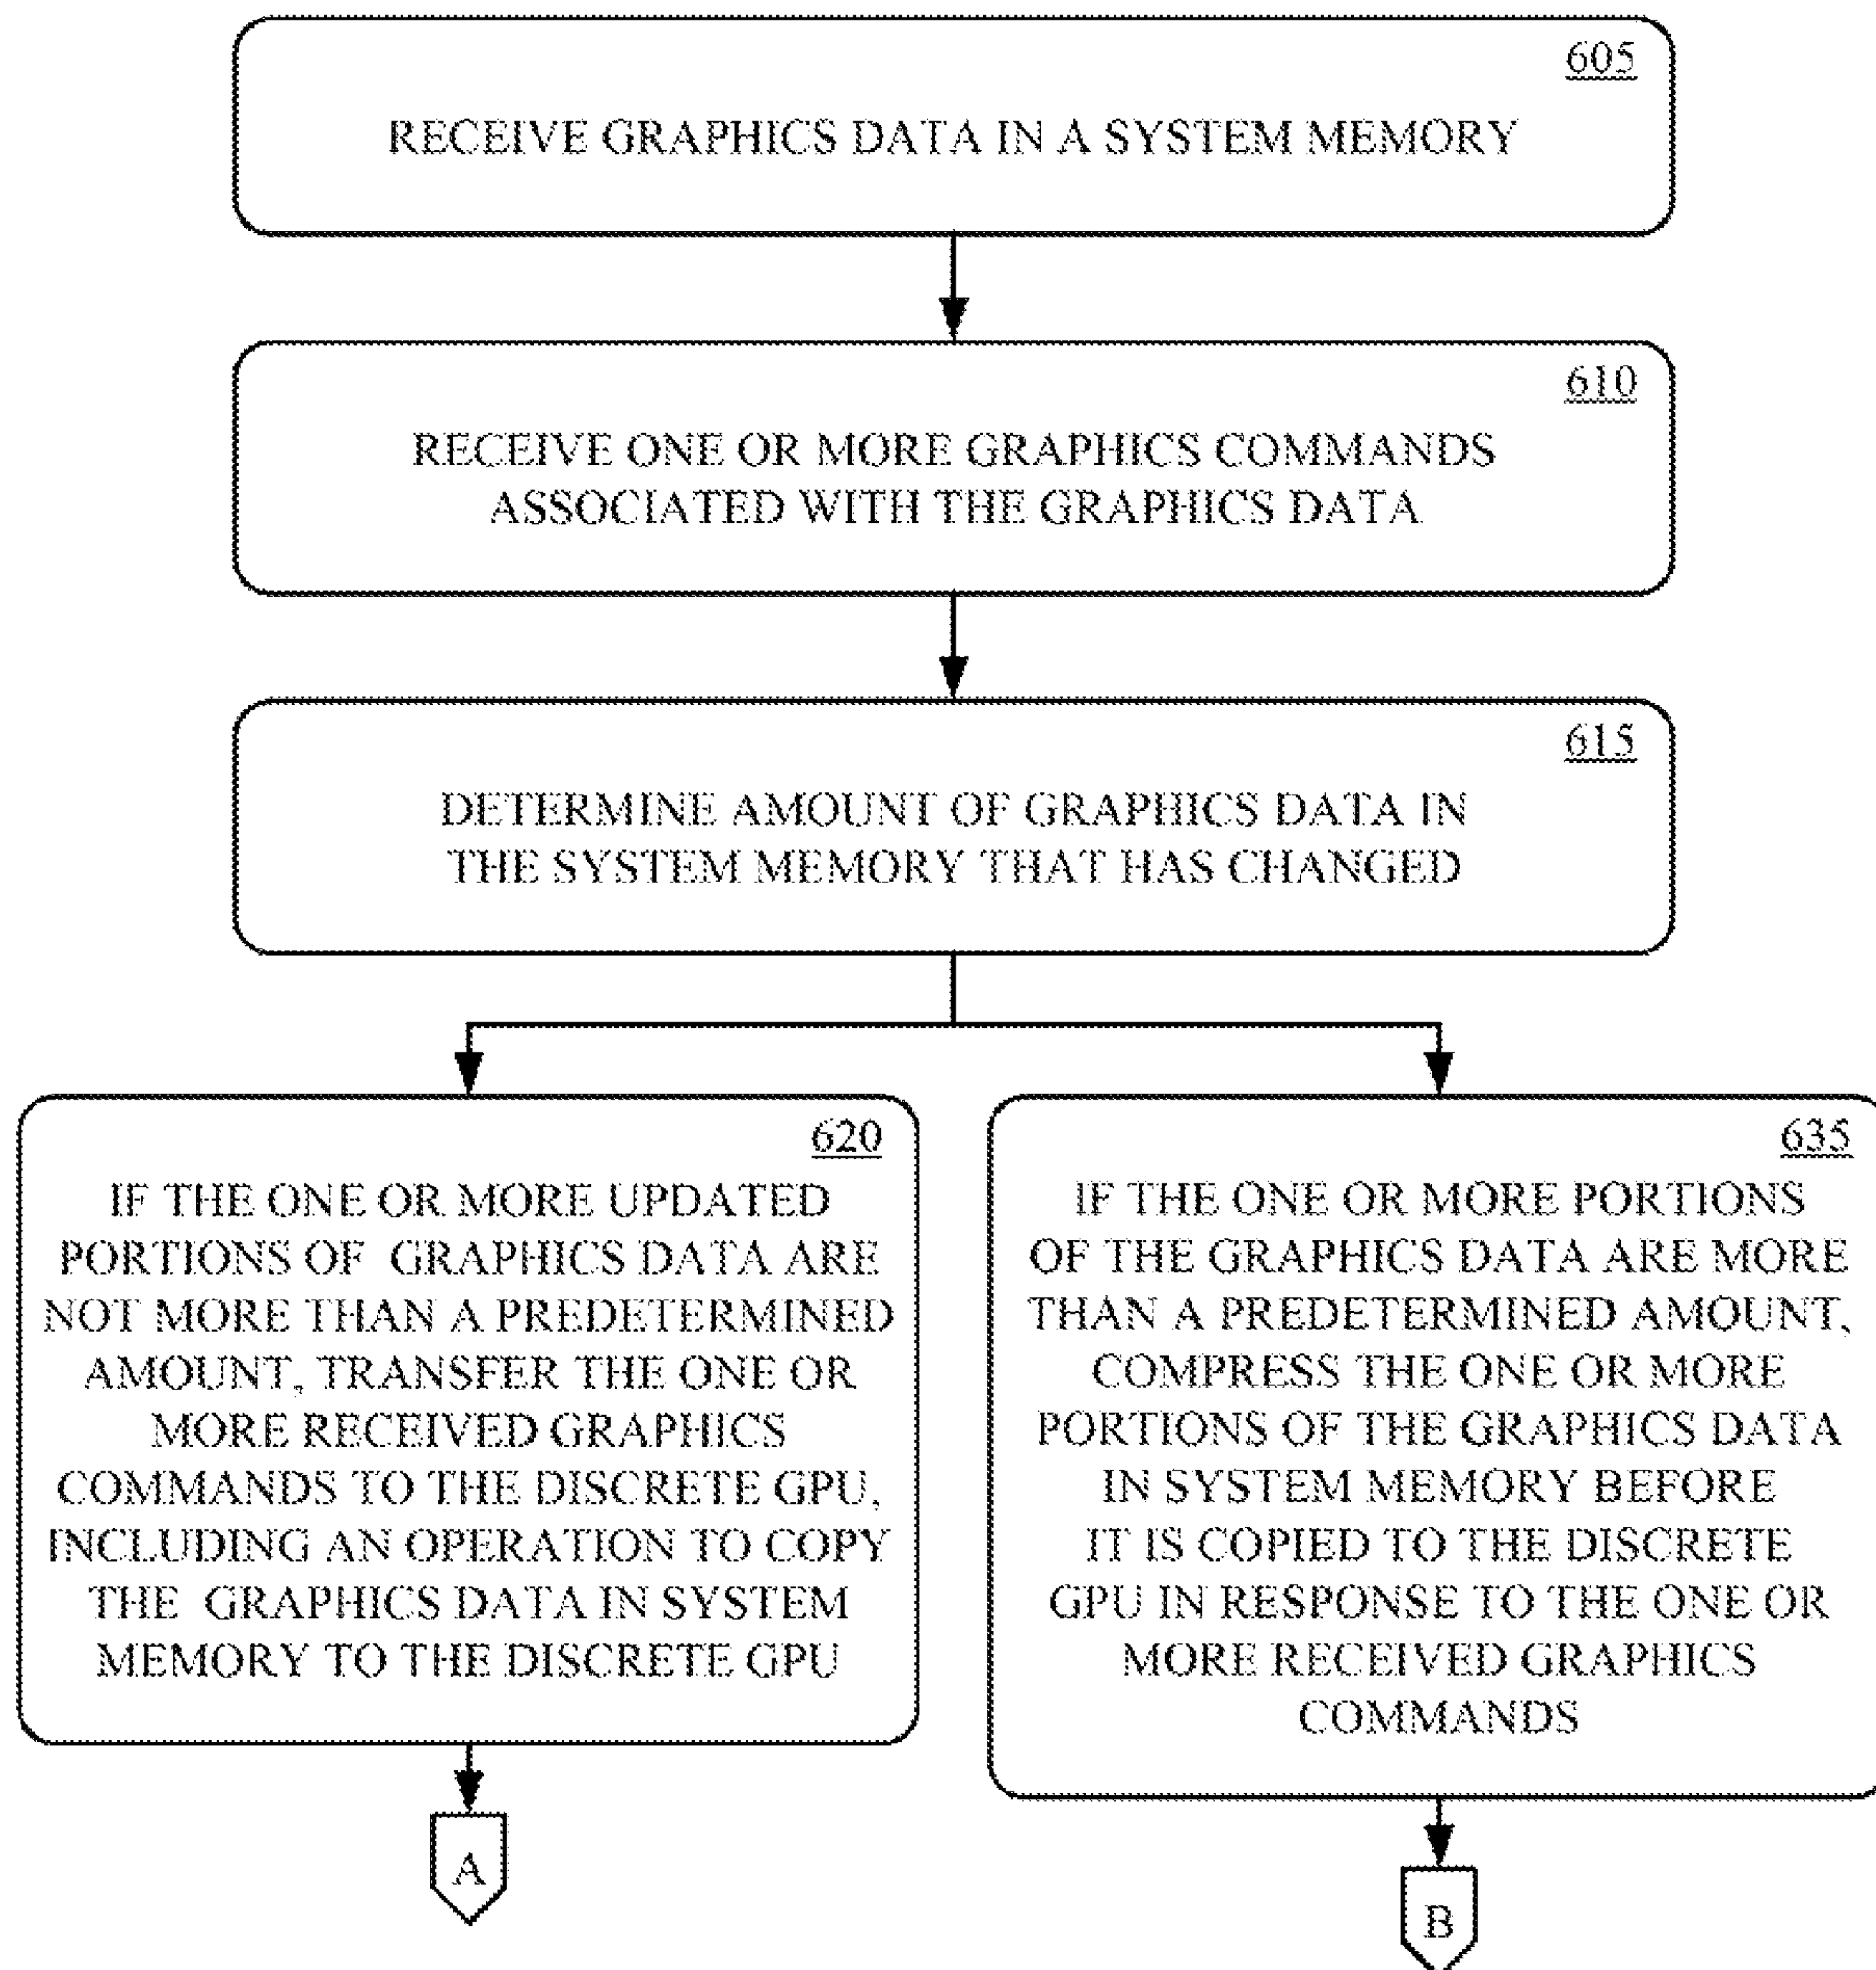 605
RECEIVE GRAPHICS DATA IN A SYSTEM MEMORY
610
RECEIVE ONE OR MORE GRAPHICS COMMANDS
ASSOCIATED WITH THE GRAPHICS DATA
615
DETERMINE AMOUNT OF GRAPHICS DATA IN
THE SYSTEM MEMORY THAT HAS CHANGED
620
IF THE ONE OR MORE UPDATED
PORTIONS OF GRAPHICS DATA ARE
NOT MORE THAN A PREDETERMINED
AMOUNT, TRANSFER THE ONE OR
MORE RECEIVED GRAPHICS
COMMANDS TO THE DISCRETE GPU,
INCLUDING AN OPERATION TO COPY
THE GRAPHICS DATA IN SYSTEM
MEMORY TO THE DISCRETE GPU
A
635
IF THE ONE OR MORE PORTIONS
OF THE GRAPHICS DATA ARE MORE
THAN A PREDETERMINED AMOUNT,
COMPRESS THE ONE OR MORE
PORTIONS OF THE GRAPHICS DATA
IN SYSTEM MEMORY BEFORE
IT IS COPIED TO THE DISCRETE
GPU IN RESPONSE TO THE ONE OR
MORE RECEIVED GRAPHICS
COMMANDS
B